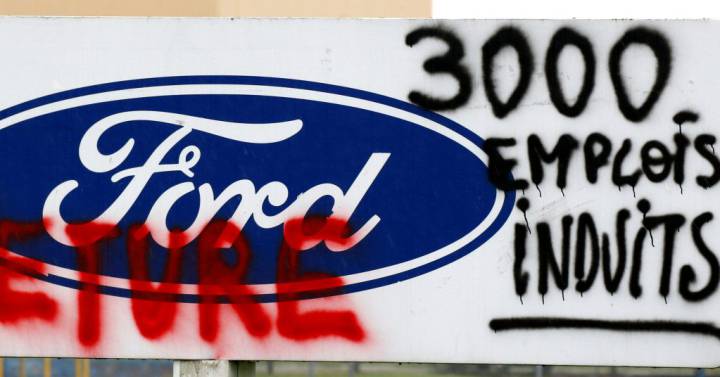 Ford
3000
EMPLOiS
iNDUiTS
ETURE